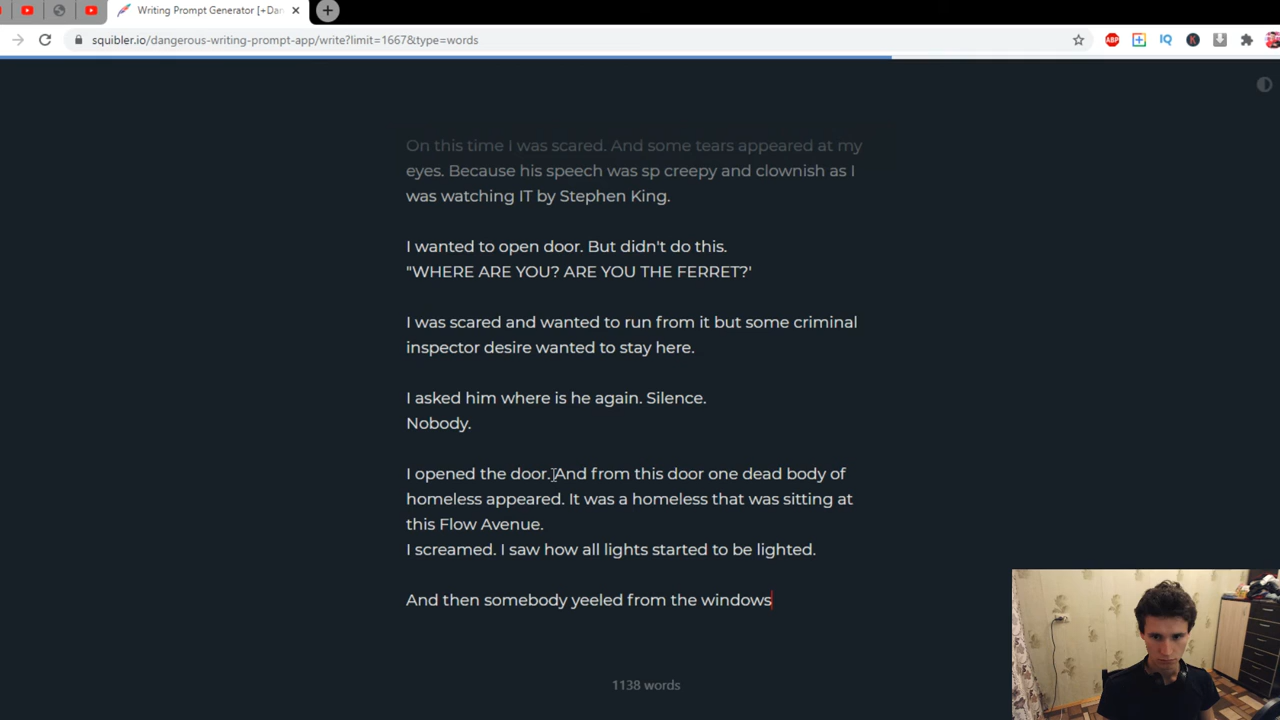 Writing Prompt Generator [+Dan
squibler.io/dangerous-writing-prompt-app/write?limit=1667&type=words
ABP
IQ
K
On this time I was scared. And some tears appeared at my
eyes. Because his speech was sp creepy and clownish as I
was watching IT by Stephen King.
I wanted to open door. But didn't do this.
"WHERE ARE YOU? ARE YOU THE FERRET?'
I was scared and wanted to run from it but some criminal
inspector desire wanted to stay here.
I asked him where is he again. Silence.
Nobody.
I opened the door. And from this door one dead body of
homeless appeared. It was a homeless that was sitting at
this Flow Avenue.
I screamed. I saw how all lights started to be lighted.
And then somebody yeeled from the windows
1138 words